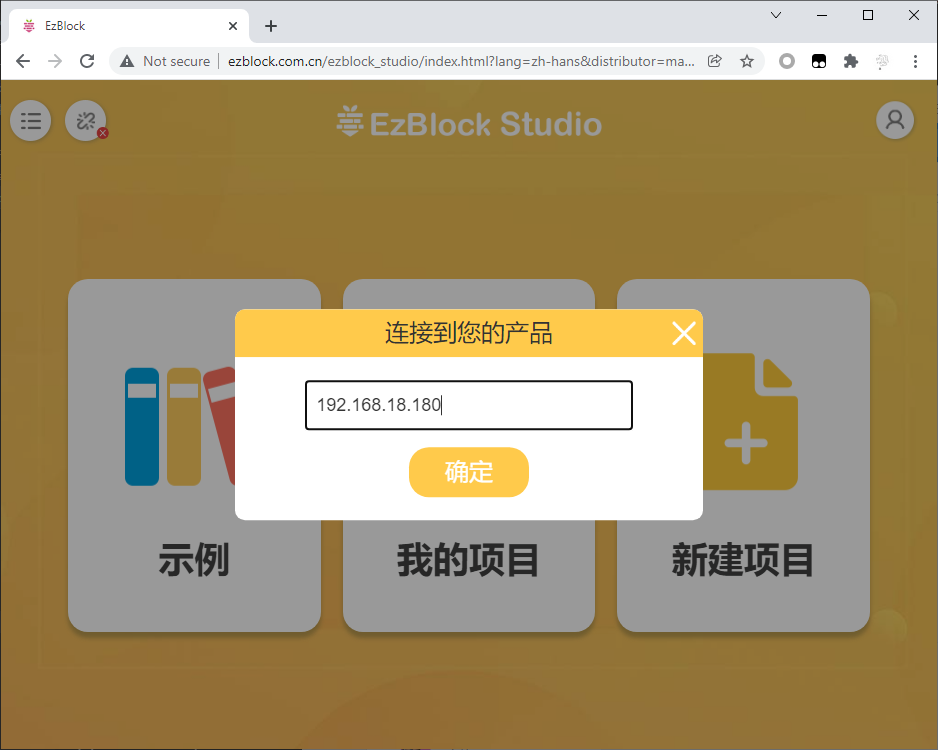 EzBlock
Not secure
ezblock.com.cn/ezblock_studio/index.html?lang=zh-hans&distributor=ma...
EzBlock Studio
连接到您的产品
192.168.18.180
确定
示例
我的项目
新建项目